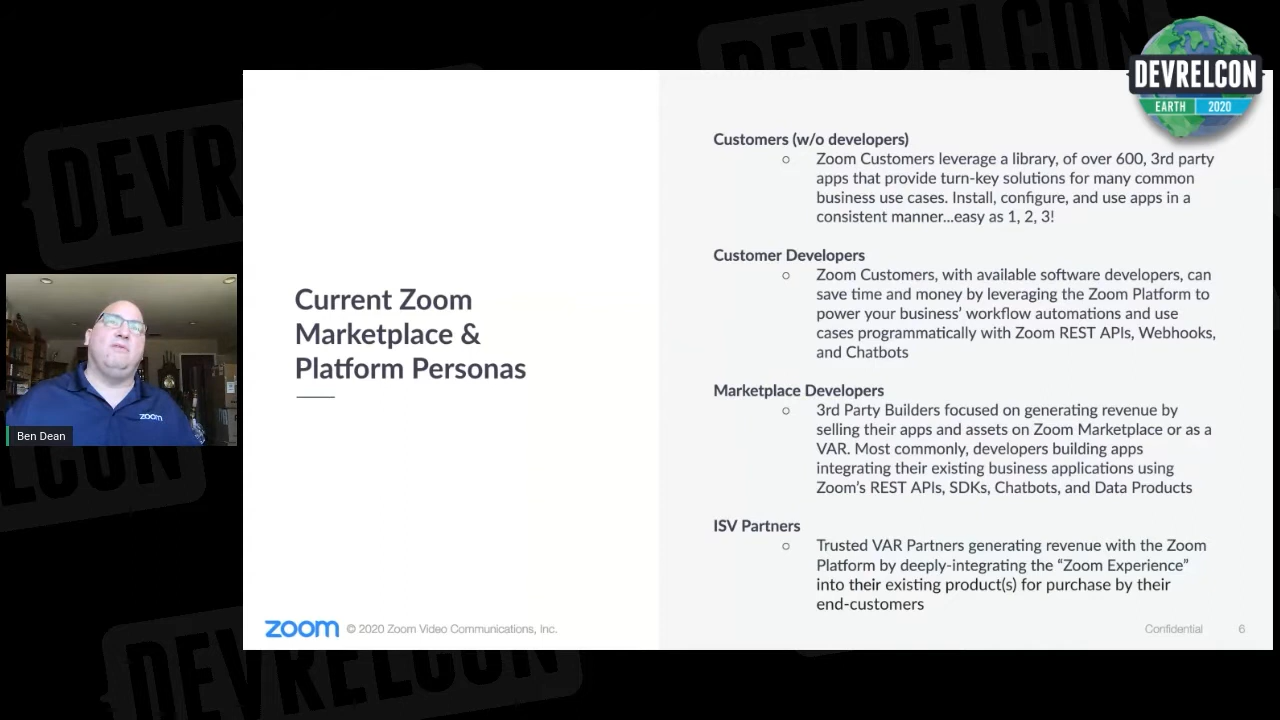 DEVRELCON
EARTH 2020
Current Zoom
Marketplace &
Platform Personas
Customers (w/o developers)
○ Zoom Customers leverage a library, of over 600, 3rd party
apps that provide turn-key solutions for many common
business use cases. Install, configure, and use apps in a
consistent manner...easy as 1, 2, 3!
Customer Developers
○ Zoom Customers, with available software developers, can
save time and money by leveraging the Zoom Platform to
power your business’ workflow automations and use
cases programmatically with Zoom REST APIs, Webhooks,
and Chatbots
Marketplace Developers
○ 3rd Party Builders focused on generating revenue by
selling their apps and assets on Zoom Marketplace or as a
VAR. Most commonly, developers building apps
integrating their existing business applications using
Zoom’s REST APIs, SDKs, Chatbots, and Data Products
ISV Partners
○ Trusted VAR Partners generating revenue with the Zoom
Platform by deeply-integrating the “Zoom Experience”
into their existing product(s) for purchase by their
end-customers
zoom © 2020 Zoom Video Communications, Inc.
Confidential 6
zoom
Ben Dean
DEVRELCON
DEVRE
LCON
DEVRELCON